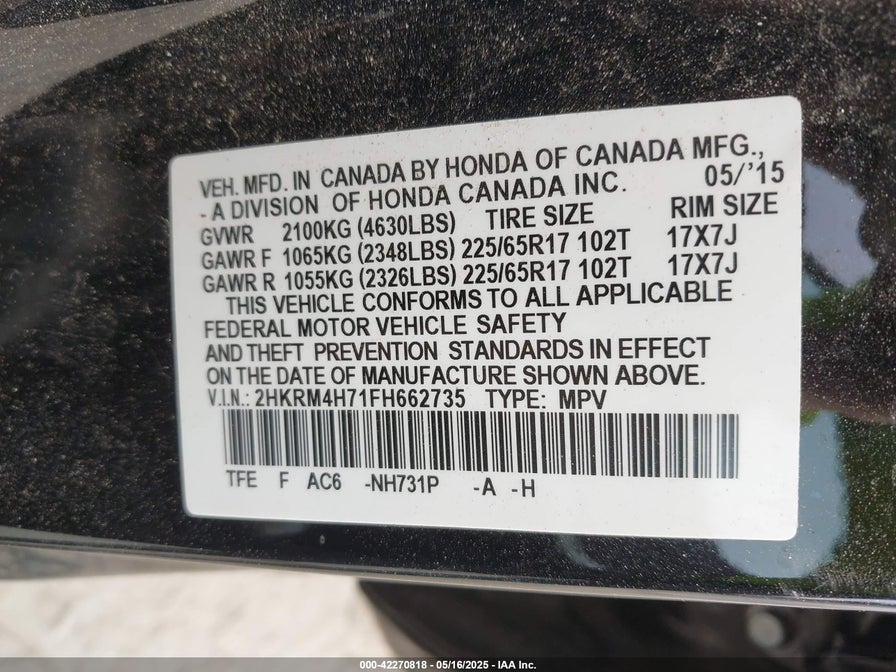 VEH. MFD. IN CANADA BY HONDA OF CANADA MFG.,
- A DIVISION OF HONDA CANADA INC. 05/'15
GVWR 2100KG (4630LBS) TIRE SIZE RIM SIZE
GAWR F 1065KG (2348LBS) 225/65R17 102T 17X7J
GAWR R 1055KG (2326LBS) 225/65R17 102T 17X7J
THIS VEHICLE CONFORMS TO ALL APPLICABLE
FEDERAL MOTOR VEHICLE SAFETY
AND THEFT PREVENTION STANDARDS IN EFFECT
ON THE DATE OF MANUFACTURE SHOWN ABOVE.
V.I.N.: 2HKRM4H71FH662735 TYPE: MPV
TFE F AC6 -NH731P -A -H
000-42270818 - 05/16/2025 - IAA Inc.